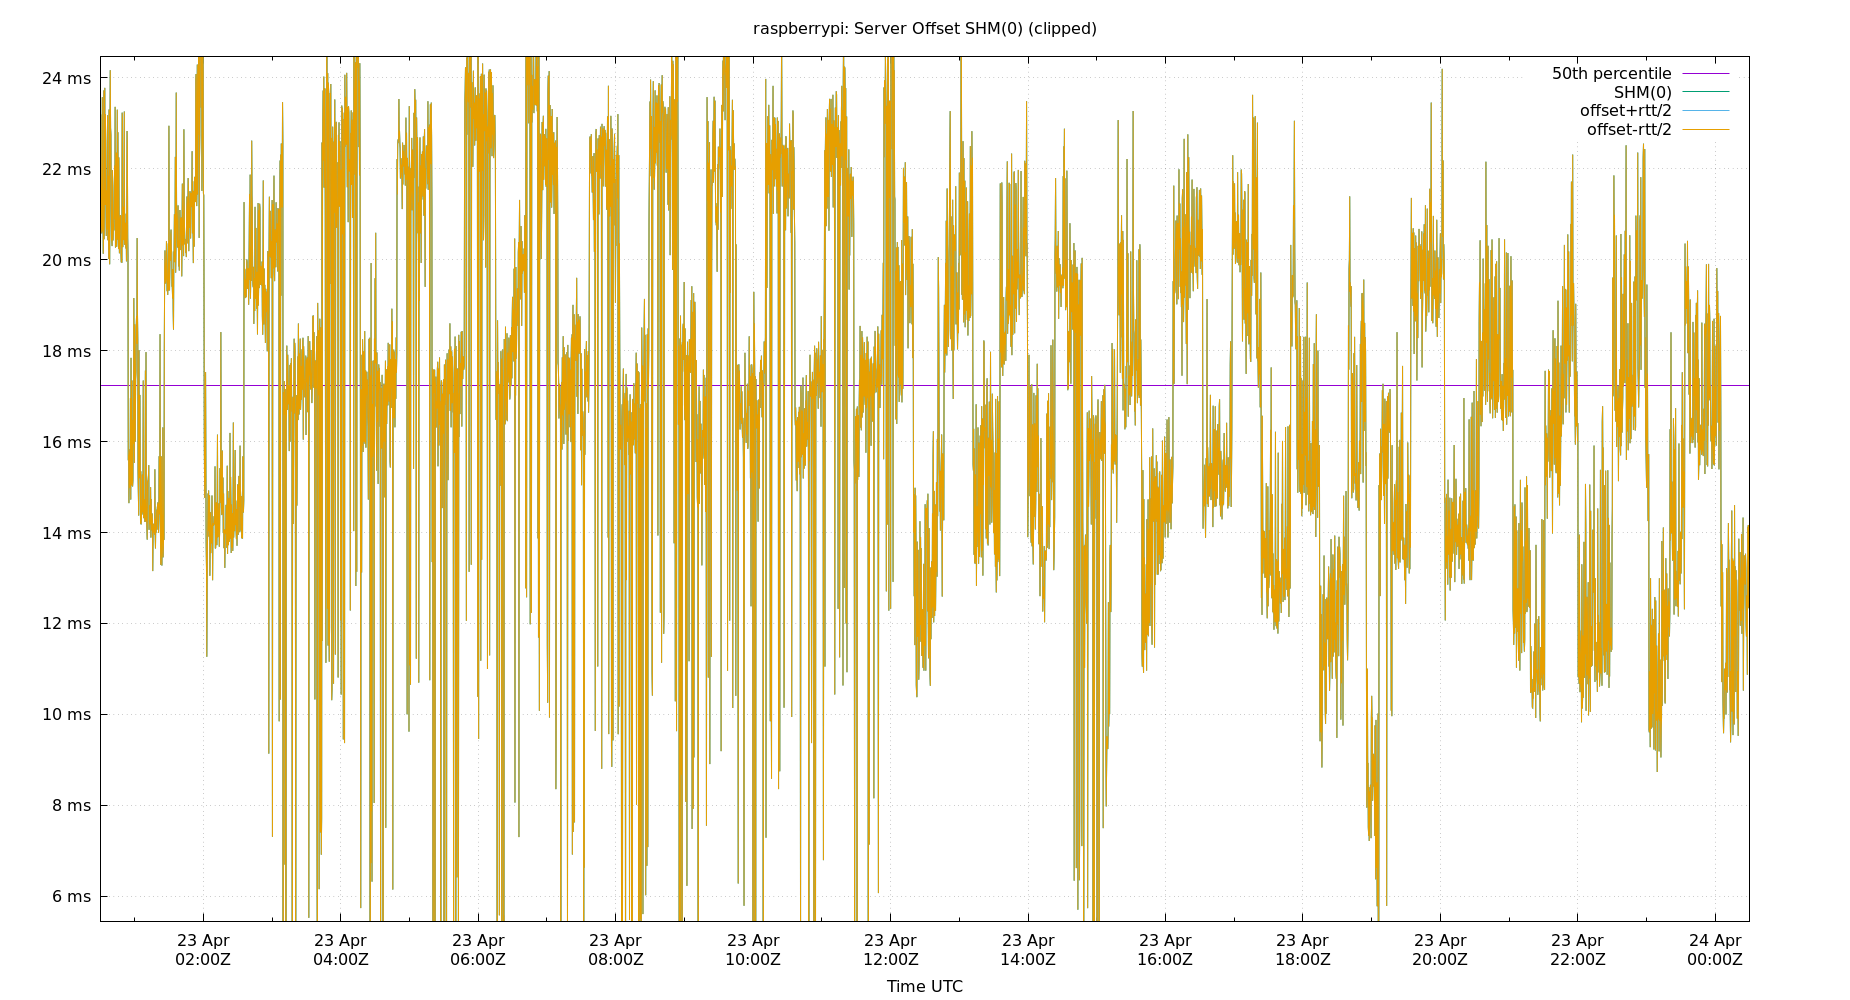 raspberrypi: Server Offset SHM(0) (clipped)
50th percentile
SHM(0)
offset+rtt/2
offset-rtt/2
24 ms
22 ms
20 ms
18 ms
16 ms
14 ms
12 ms
10 ms
8 ms
6 ms
23 Apr 23 Apr 23 Apr 23 Apr 23 Apr 23 Apr 23 Apr 23 Apr 23 Apr 23 Apr 23 Apr 24 Apr
02:00Z 04:00Z 06:00Z 08:00Z 10:00Z 12:00Z 14:00Z 16:00Z 18:00Z 20:00Z 22:00Z 00:00Z
Time UTC